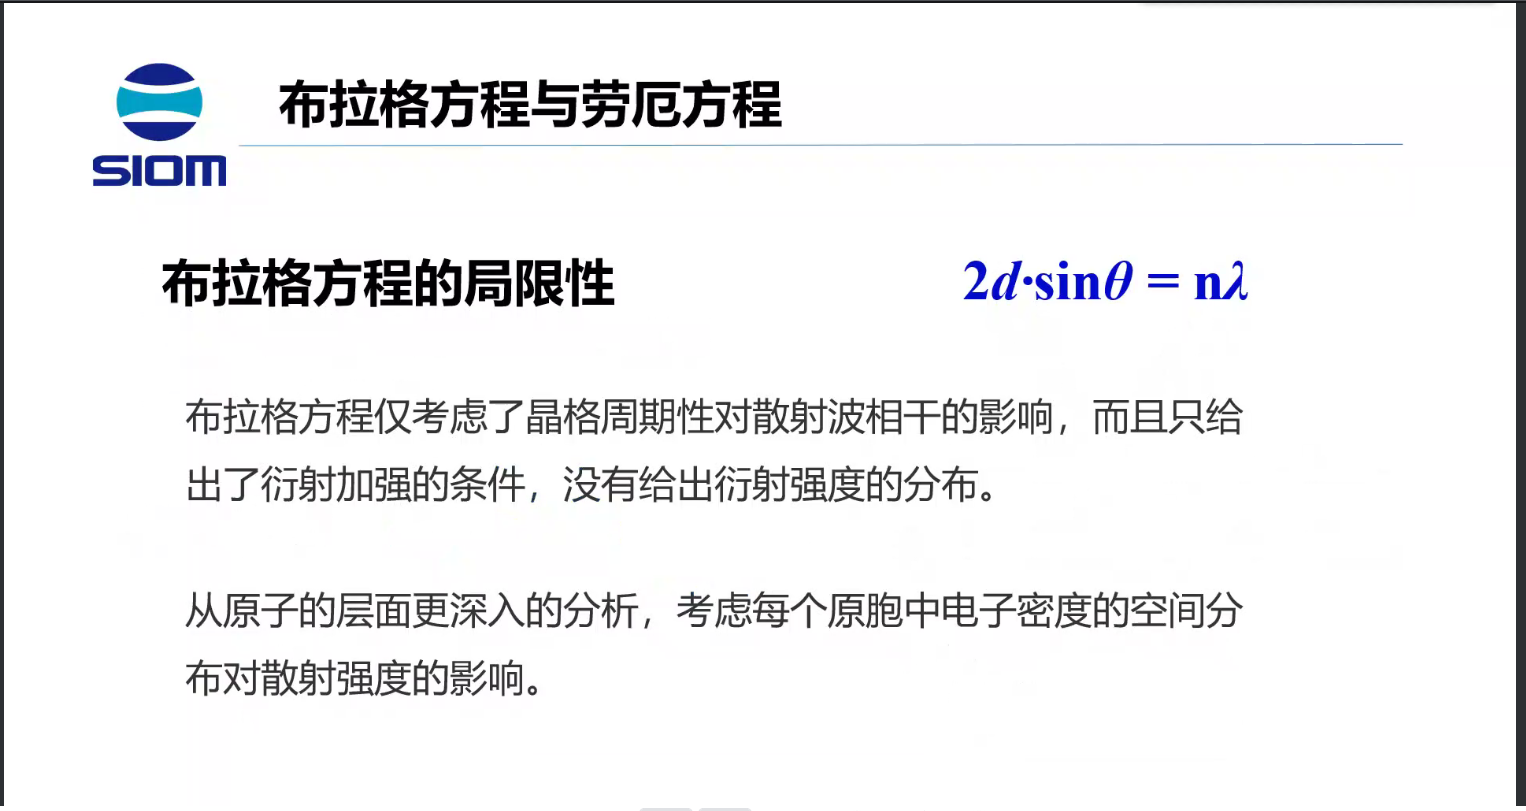 布拉格方程与劳厄方程
SIOM
布拉格方程的局限性
2d·sinθ = nλ
布拉格方程仅考虑了晶格周期性对散射波相干的影响，而且只给
出了衍射加强的条件，没有给出衍射强度的分布。
从原子的层面更深入的分析，考虑每个原胞中电子密度的空间分
布对散射强度的影响。